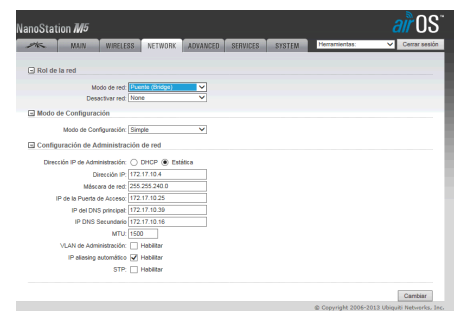 NanoStation M5
airOS™
MAIN WIRELESS NETWORK ADVANCED SERVICES SYSTEM Herramientas: Cerrar sesión
Rol de la red
Modo de red: Puente (Bridge)
Desactivar red: None
Modo de Configuración
Modo de Configuración: Simple
Configuración de Administración de red
Dirección IP de Administración: DHCP Estática
Dirección IP: 172.17.10.4
Máscara de red: 255.255.240.0
IP de la Puerta de Acceso: 172.17.10.25
IP del DNS principal: 172.17.10.39
IP DNS Secundario 172.17.10.16
MTU: 1500
VLAN de Administración: Habilitar
IP aliasing automático Habilitar
STP: Habilitar
Cambiar
© Copyright 2006-2013 Ubiquiti Networks, Inc.